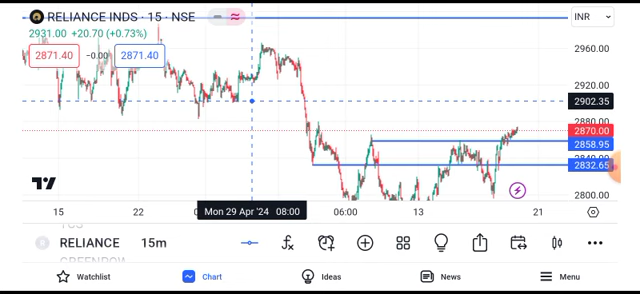 RELIANCE INDS · 15 · NSE
INR
2931.00 +20.70 (+0.73%)
2871.40 −0.00 2871.40
2960.00
2920.00
2902.35
2880.00
2870.00
2858.95
2840.00
2832.65
2800.00
15 22 Mon 29 Apr '24 08:00 06:00 13 21
RELIANCE 15m
Watchlist Chart Ideas News Menu